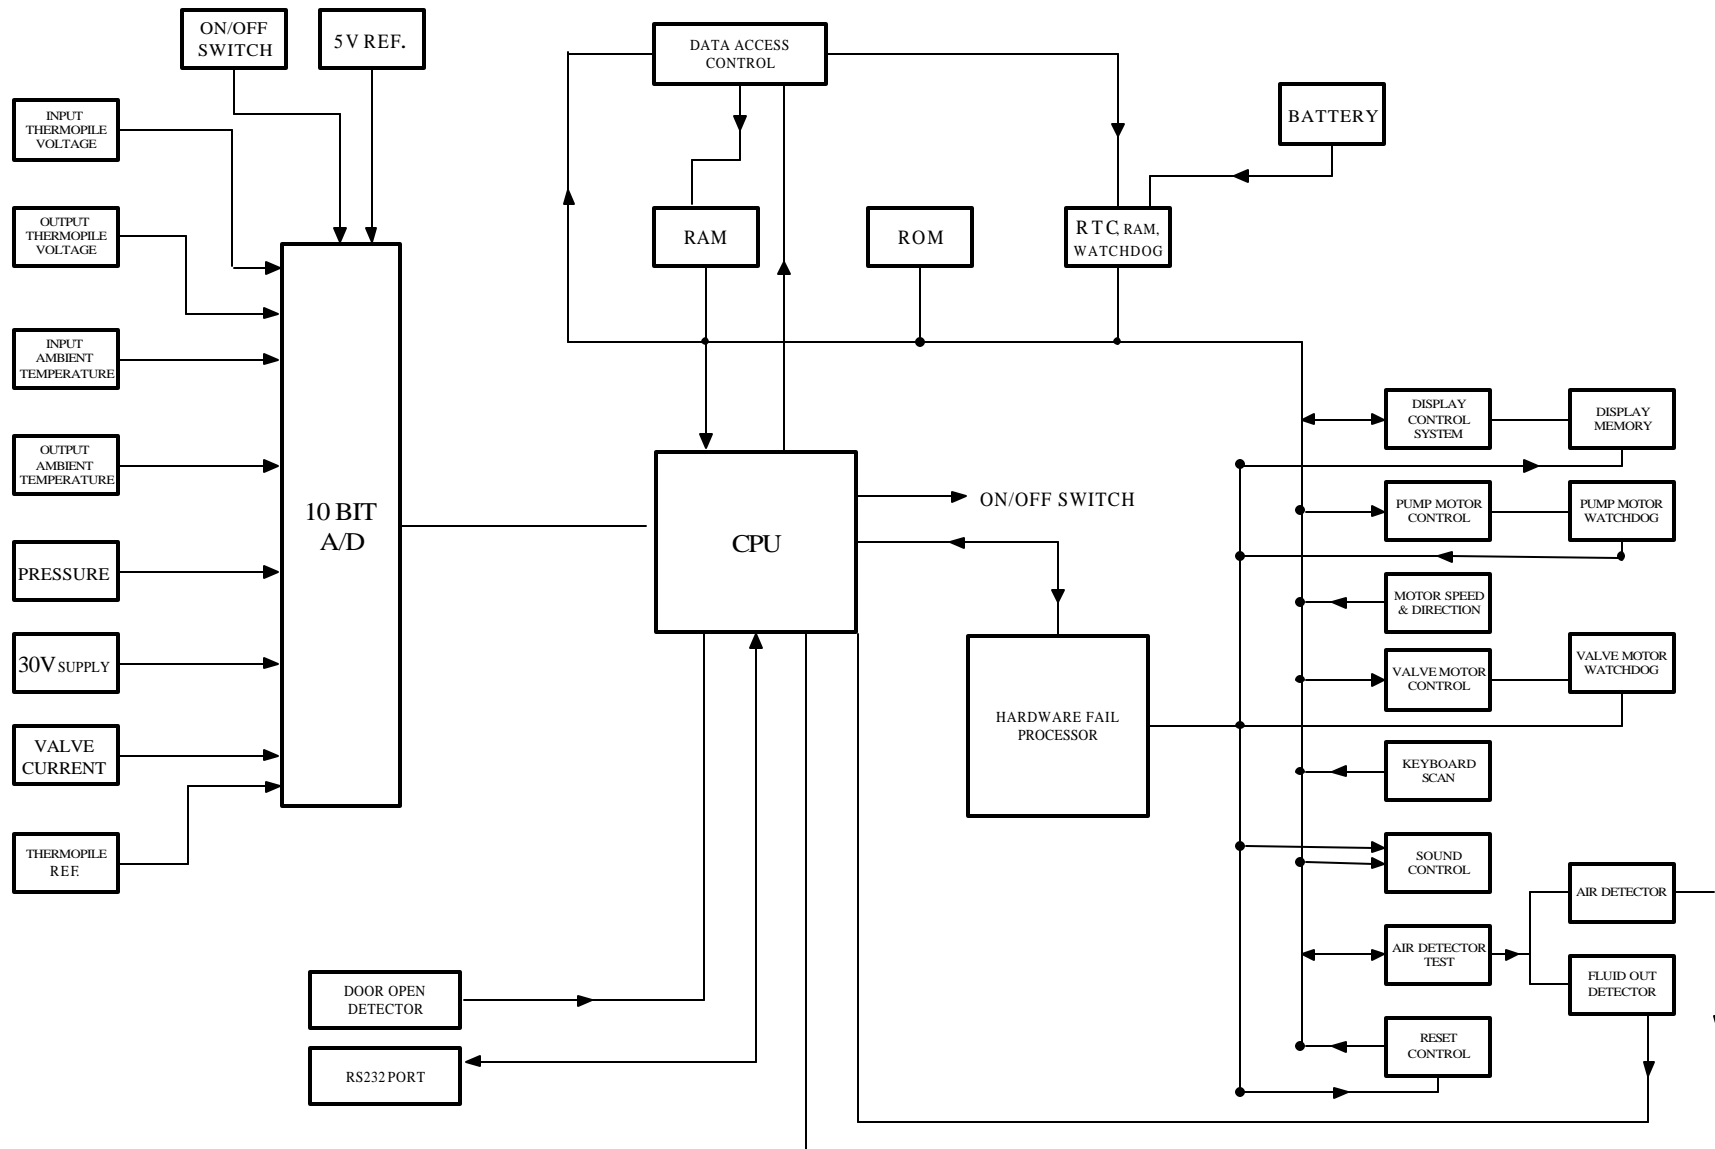 ON/OFF
SWITCH
5V REF.
DATA ACCESS
CONTROL
BATTERY
INPUT
THERMOPILE
VOLTAGE
OUTPUT
THERMOPILE
VOLTAGE
RAM
ROM
RTC, RAM,
WATCHDOG
INPUT
AMBIENT
TEMPERATURE
OUTPUT
AMBIENT
TEMPERATURE
PRESSURE
30V SUPPLY
VALVE
CURRENT
THERMOPILE
REF.
10 BIT
A/D
CPU
ON/OFF SWITCH
HARDWARE FAIL
PROCESSOR
DISPLAY
CONTROL
SYSTEM
DISPLAY
MEMORY
PUMP MOTOR
CONTROL
PUMP MOTOR
WATCHDOG
MOTOR SPEED
& DIRECTION
VALVE MOTOR
CONTROL
VALVE MOTOR
WATCHDOG
KEYBOARD
SCAN
SOUND
CONTROL
AIR DETECTOR
AIR DETECTOR
TEST
FLUID OUT
DETECTOR
RESET
CONTROL
DOOR OPEN
DETECTOR
RS232 PORT